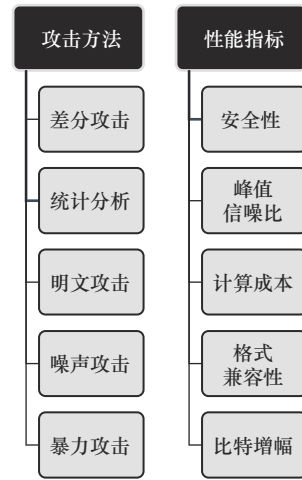 攻击方法
差分攻击
统计分析
明文攻击
噪声攻击
暴力攻击
性能指标
安全性
峰值
信噪比
计算成本
格式
兼容性
比特增幅